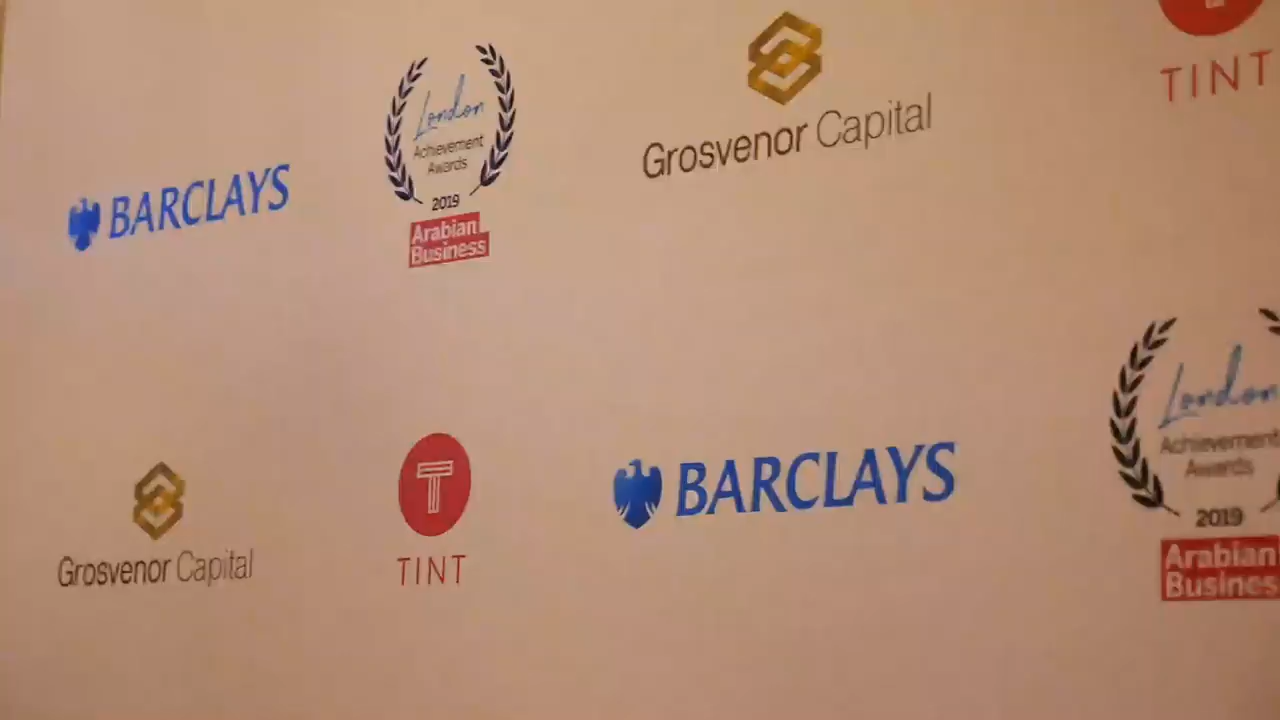 T
TINT
London
Achievement
Awards
2019
Arabian
Business
Grosvenor Capital
BARCLAYS
London
Achievement
Awards
2019
Arabian
Busines
BARCLAYS
T
TINT
Grosvenor Capital